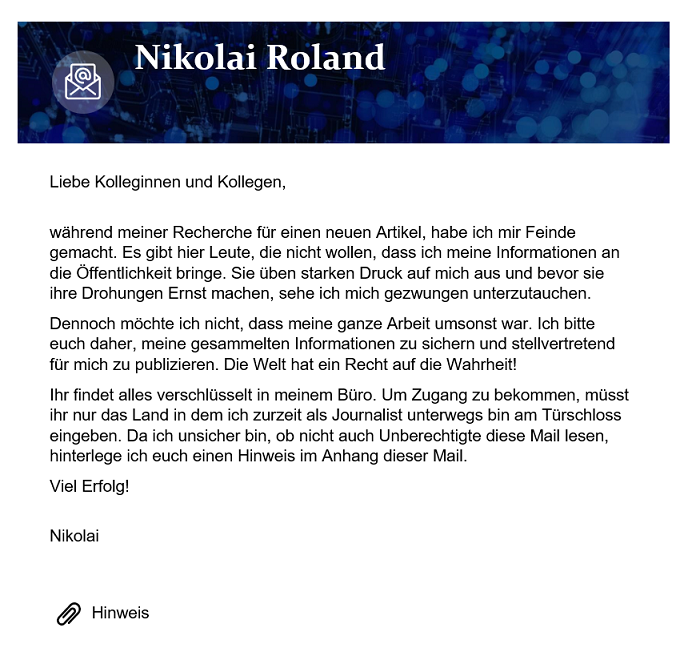 Nikolai Roland
Liebe Kolleginnen und Kollegen,
während meiner Recherche für einen neuen Artikel, habe ich mir Feinde
gemacht. Es gibt hier Leute, die nicht wollen, dass ich meine Informationen an
die Öffentlichkeit bringe. Sie üben starken Druck auf mich aus und bevor sie
ihre Drohungen Ernst machen, sehe ich mich gezwungen unterzutauchen.
Dennoch möchte ich nicht, dass meine ganze Arbeit umsonst war. Ich bitte
euch daher, meine gesammelten Informationen zu sichern und stellvertretend
für mich zu publizieren. Die Welt hat ein Recht auf die Wahrheit!
Ihr findet alles verschlüsselt in meinem Büro. Um Zugang zu bekommen, müsst
ihr nur das Land in dem ich zurzeit als Journalist unterwegs bin am Türschloss
eingeben. Da ich unsicher bin, ob nicht auch Unberechtigte diese Mail lesen,
hinterlege ich euch einen Hinweis im Anhang dieser Mail.
Viel Erfolg!
Nikolai
Hinweis